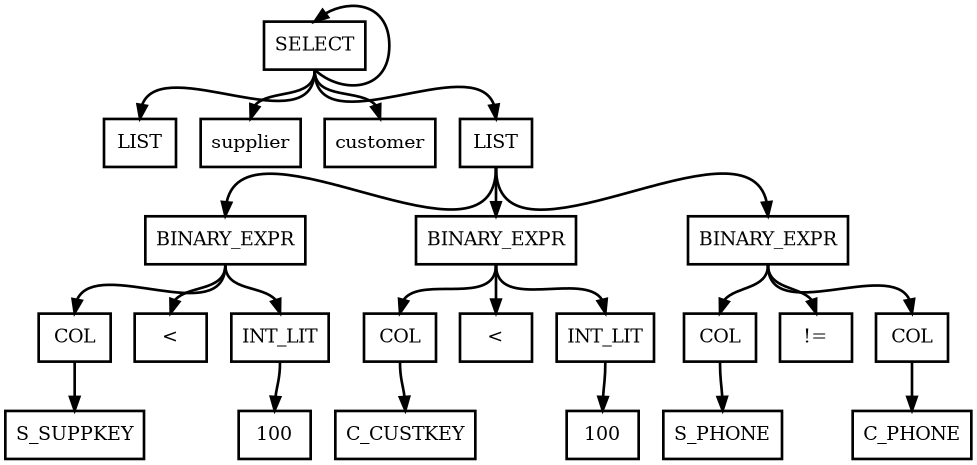 SELECT
LIST
supplier
customer
LIST
BINARY_EXPR
BINARY_EXPR
BINARY_EXPR
COL
<
INT_LIT
COL
<
INT_LIT
COL
!=
COL
S_SUPPKEY
100
C_CUSTKEY
100
S_PHONE
C_PHONE